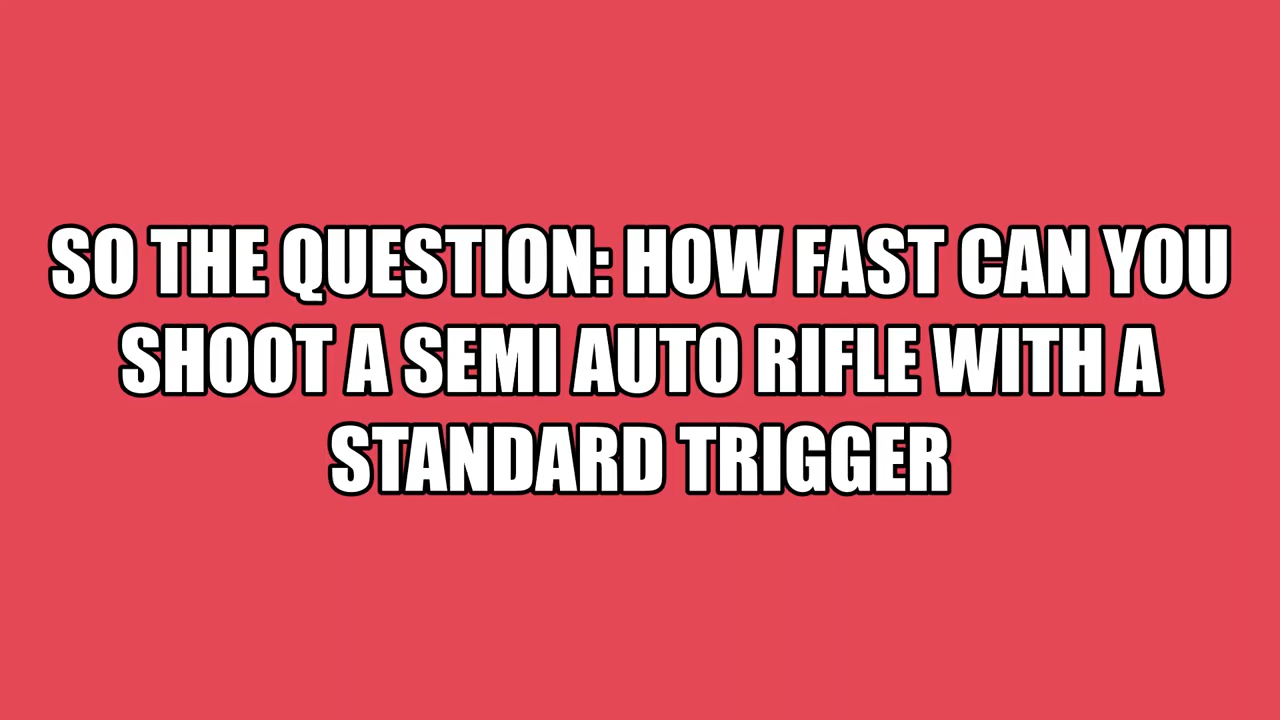 SO THE QUESTION: HOW FAST CAN YOU
SHOOT A SEMI AUTO RIFLE WITH A
STANDARD TRIGGER